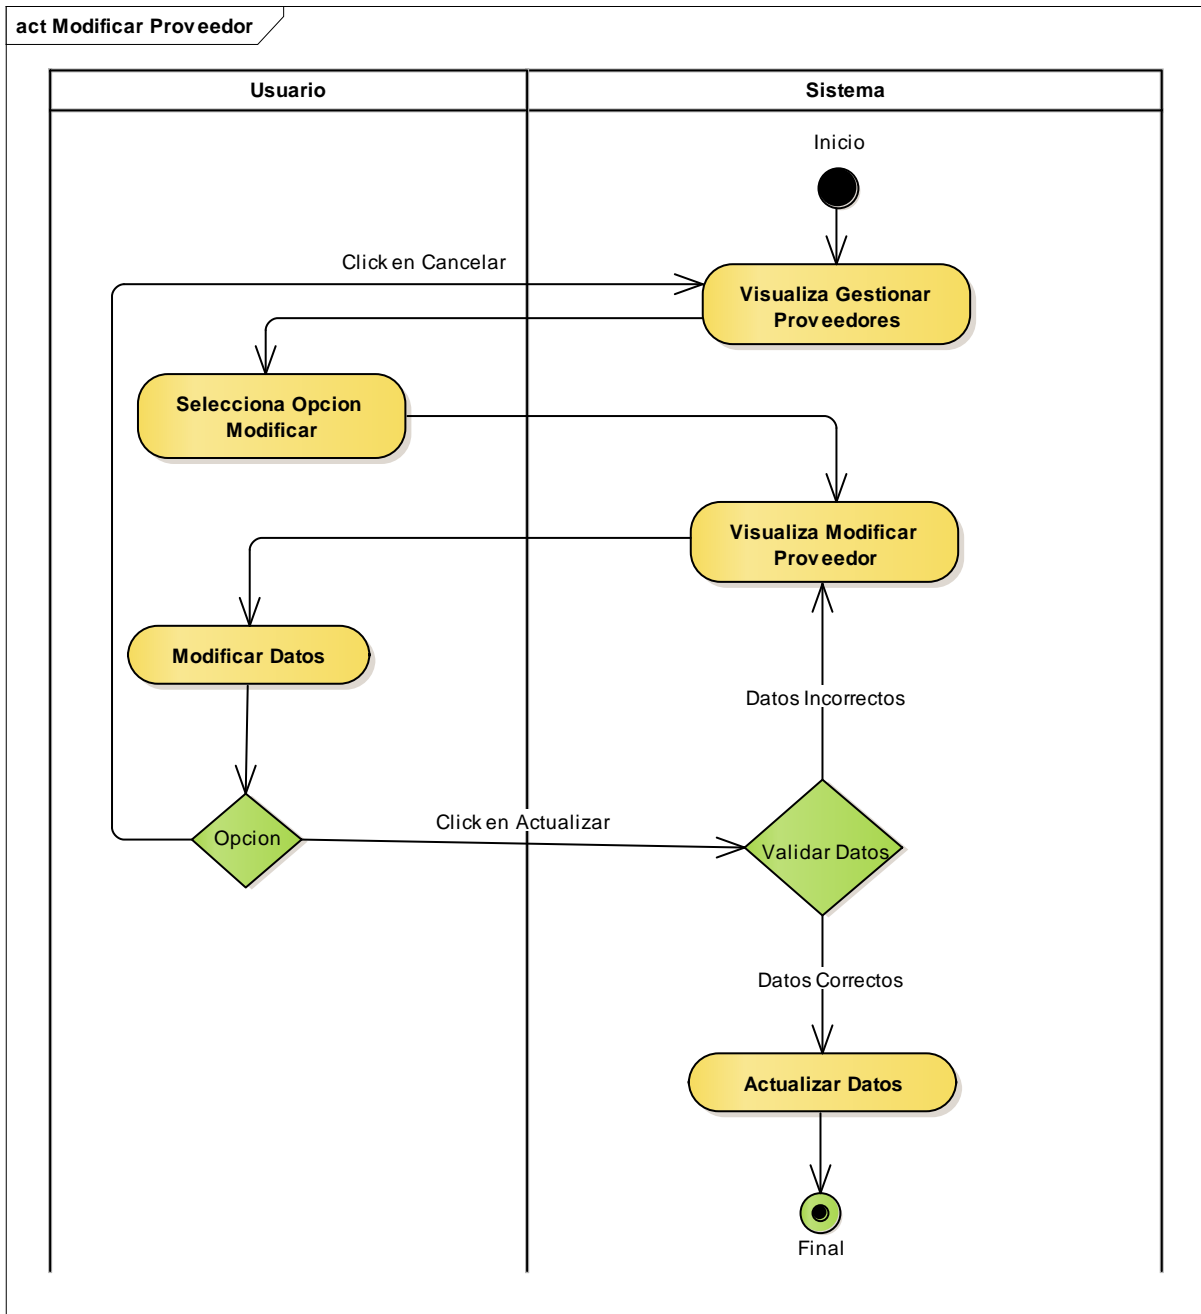 act Modificar Proveedor
Usuario
Sistema
Inicio
Click en Cancelar
Visualiza Gestionar
Proveedores
Selecciona Opcion
Modificar
Visualiza Modificar
Proveedor
Modificar Datos
Datos Incorrectos
Click en Actualizar
Opcion
Validar Datos
Datos Correctos
Actualizar Datos
Final